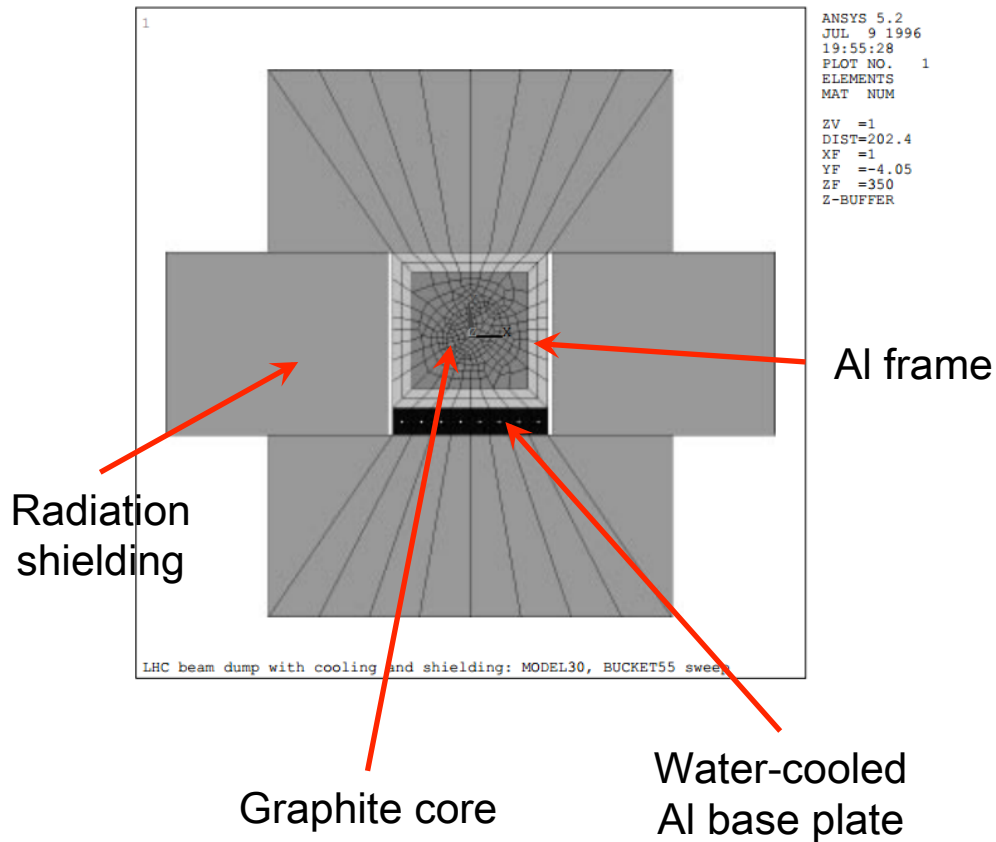 1
ANSYS 5.2
JUL 9 1996
19:55:28
PLOT NO. 1
ELEMENTS
MAT NUM
ZV =1
DIST=202.4
XF =1
YF =-4.05
ZF =350
Z-BUFFER
X
Al frame
Radiation
shielding
LHC beam dump with cooling and shielding: MODEL30, BUCKET55 sweep
Graphite core
Water-cooled
Al base plate